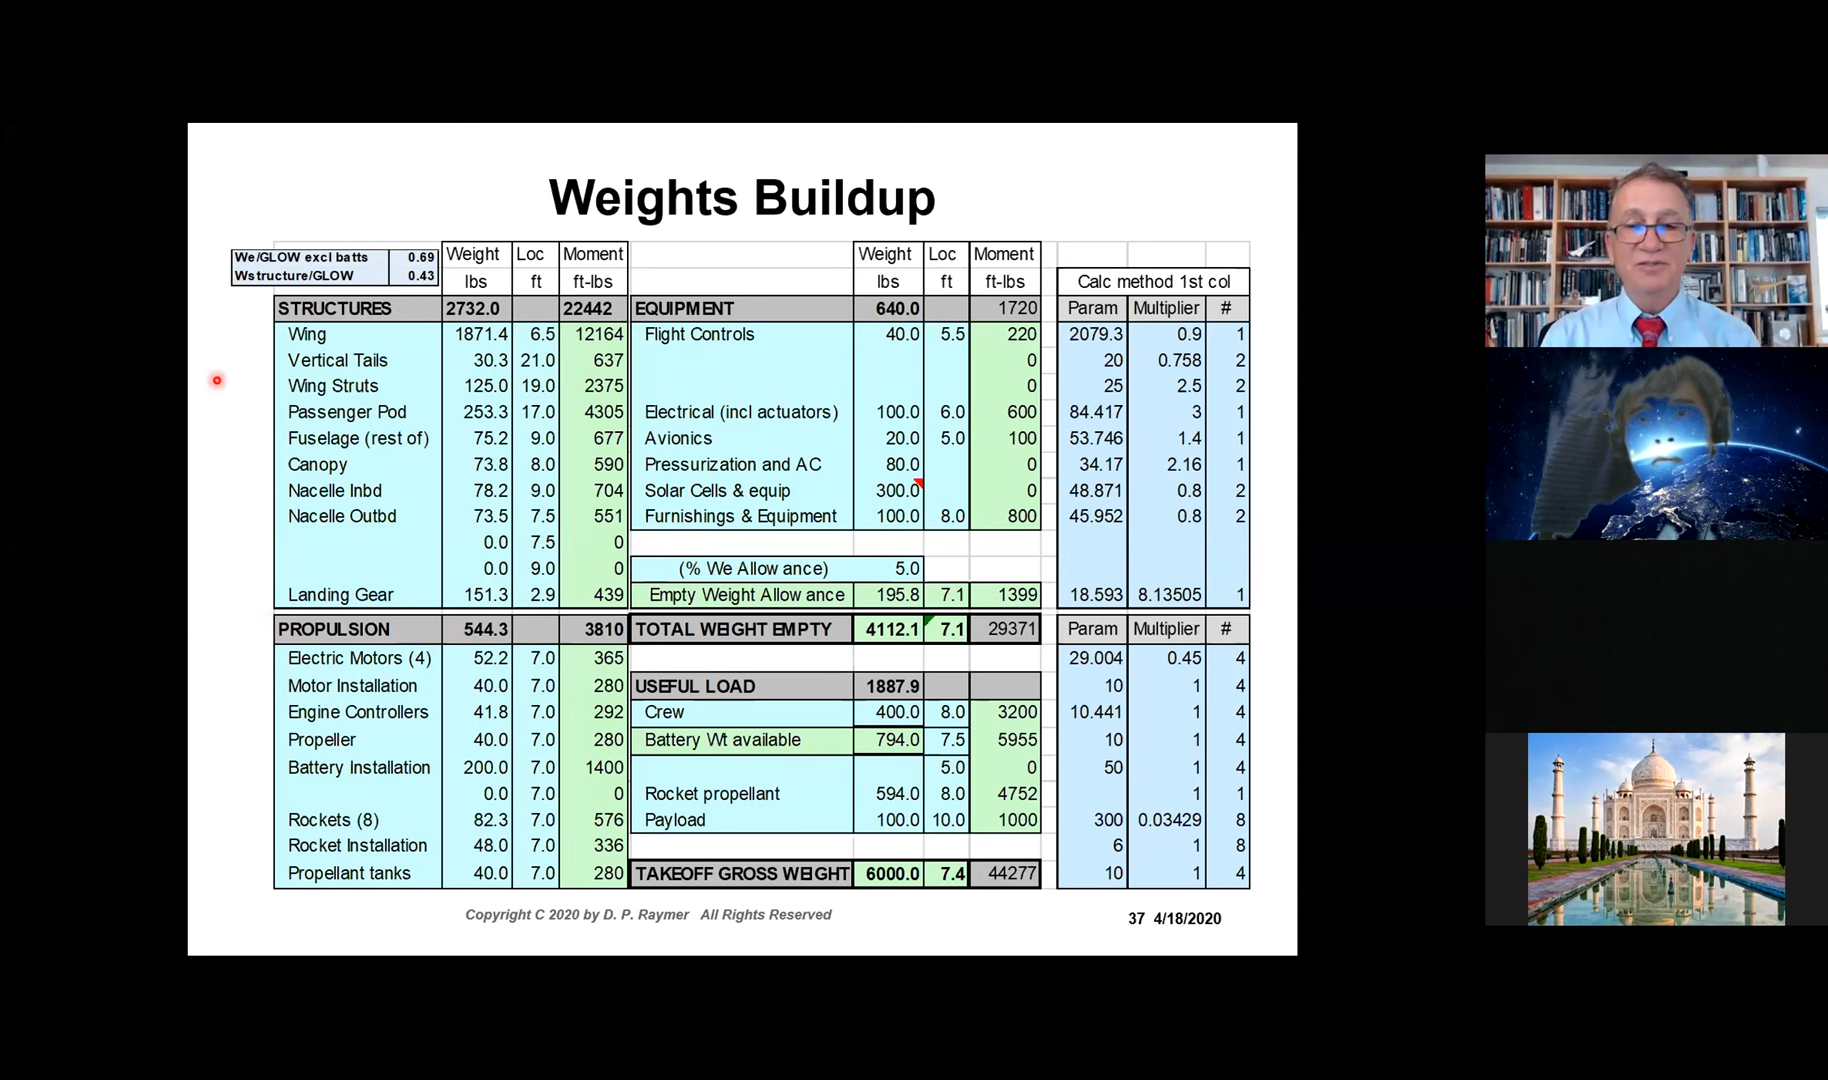 Weights Buildup
We/GLOW excl batts 0.69
Wstructure/GLOW 0.43
Weight Loc Moment Weight Loc Moment
lbs ft ft-lbs lbs ft ft-lbs Calc method 1st col
STRUCTURES 2732.0 22442 EQUIPMENT 640.0 1720 Param Multiplier #
Wing 1871.4 6.5 12164 Flight Controls 40.0 5.5 220 2079.3 0.9 1
Vertical Tails 30.3 21.0 637 0 20 0.758 2
Wing Struts 125.0 19.0 2375 0 25 2.5 2
Passenger Pod 253.3 17.0 4305 Electrical (incl actuators) 100.0 6.0 600 84.417 3 1
Fuselage (rest of) 75.2 9.0 677 Avionics 20.0 5.0 100 53.746 1.4 1
Canopy 73.8 8.0 590 Pressurization and AC 80.0 0 34.17 2.16 1
Nacelle Inbd 78.2 9.0 704 Solar Cells & equip 300.0 0 48.871 0.8 2
Nacelle Outbd 73.5 7.5 551 Furnishings & Equipment 100.0 8.0 800 45.952 0.8 2
0.0 7.5 0
0.0 9.0 0 (% We Allowance) 5.0
Landing Gear 151.3 2.9 439 Empty Weight Allowance 195.8 7.1 1399 18.593 8.13505 1
PROPULSION 544.3 3810 TOTAL WEIGHT EMPTY 4112.1 7.1 29371 Param Multiplier #
Electric Motors (4) 52.2 7.0 365 29.004 0.45 4
Motor Installation 40.0 7.0 280 USEFUL LOAD 1887.9 10 1 4
Engine Controllers 41.8 7.0 292 Crew 400.0 8.0 3200 10.441 1 4
Propeller 40.0 7.0 280 Battery Wt available 794.0 7.5 5955 10 1 4
Battery Installation 200.0 7.0 1400 5.0 0 50 1 4
0.0 7.0 0 Rocket propellant 594.0 8.0 4752 1 1
Rockets (8) 82.3 7.0 576 Payload 100.0 10.0 1000 300 0.03429 8
Rocket Installation 48.0 7.0 336 6 1 8
Propellant tanks 40.0 7.0 280 TAKEOFF GROSS WEIGHT 6000.0 7.4 44277 10 1 4
Copyright C 2020 by D. P. Raymer All Rights Reserved
37 4/18/2020